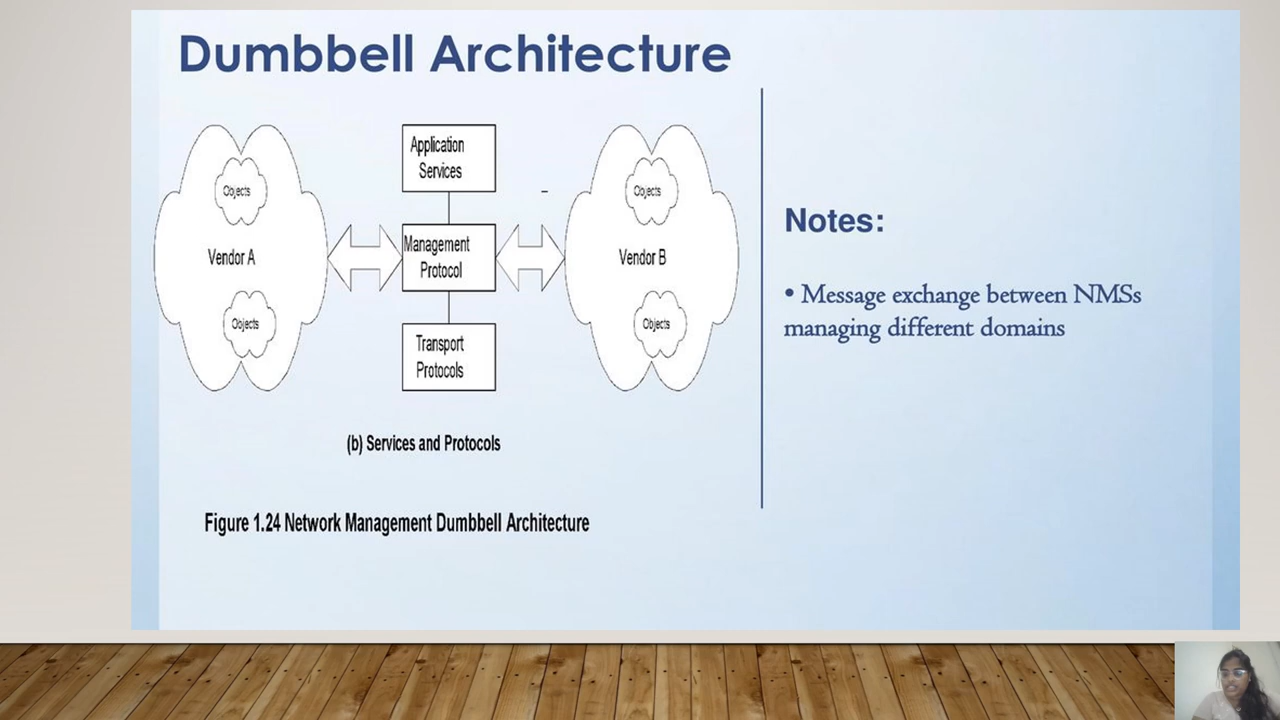 Dumbbell Architecture
Objects
Vendor A
Objects
Application
Services
Management
Protocol
Transport
Protocols
Objects
Vendor B
Objects
(b) Services and Protocols
Figure 1.24 Network Management Dumbbell Architecture
Notes:
• Message exchange between NMSs
managing different domains